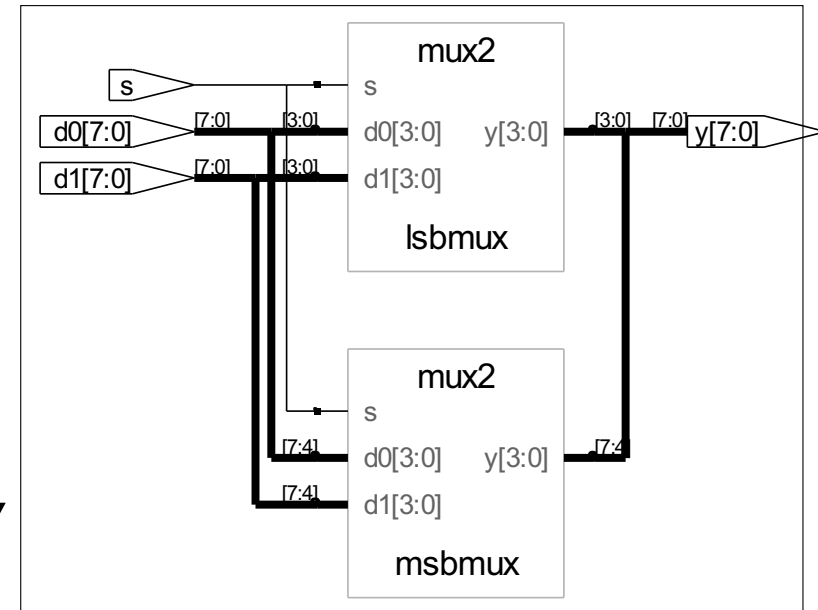 mux2
s
s
[7:0]
[3:0]
[3:0]
[7:0]
d0[7:0]
d0[3:0]
y[3:0]
y[7:0]
[7:0]
[3:0]
d1[7:0]
d1[3:0]
lsbmux
mux2
s
[7:4]
[7:4]
d0[3:0]
y[3:0]
[7:4]
d1[3:0]
msbmux